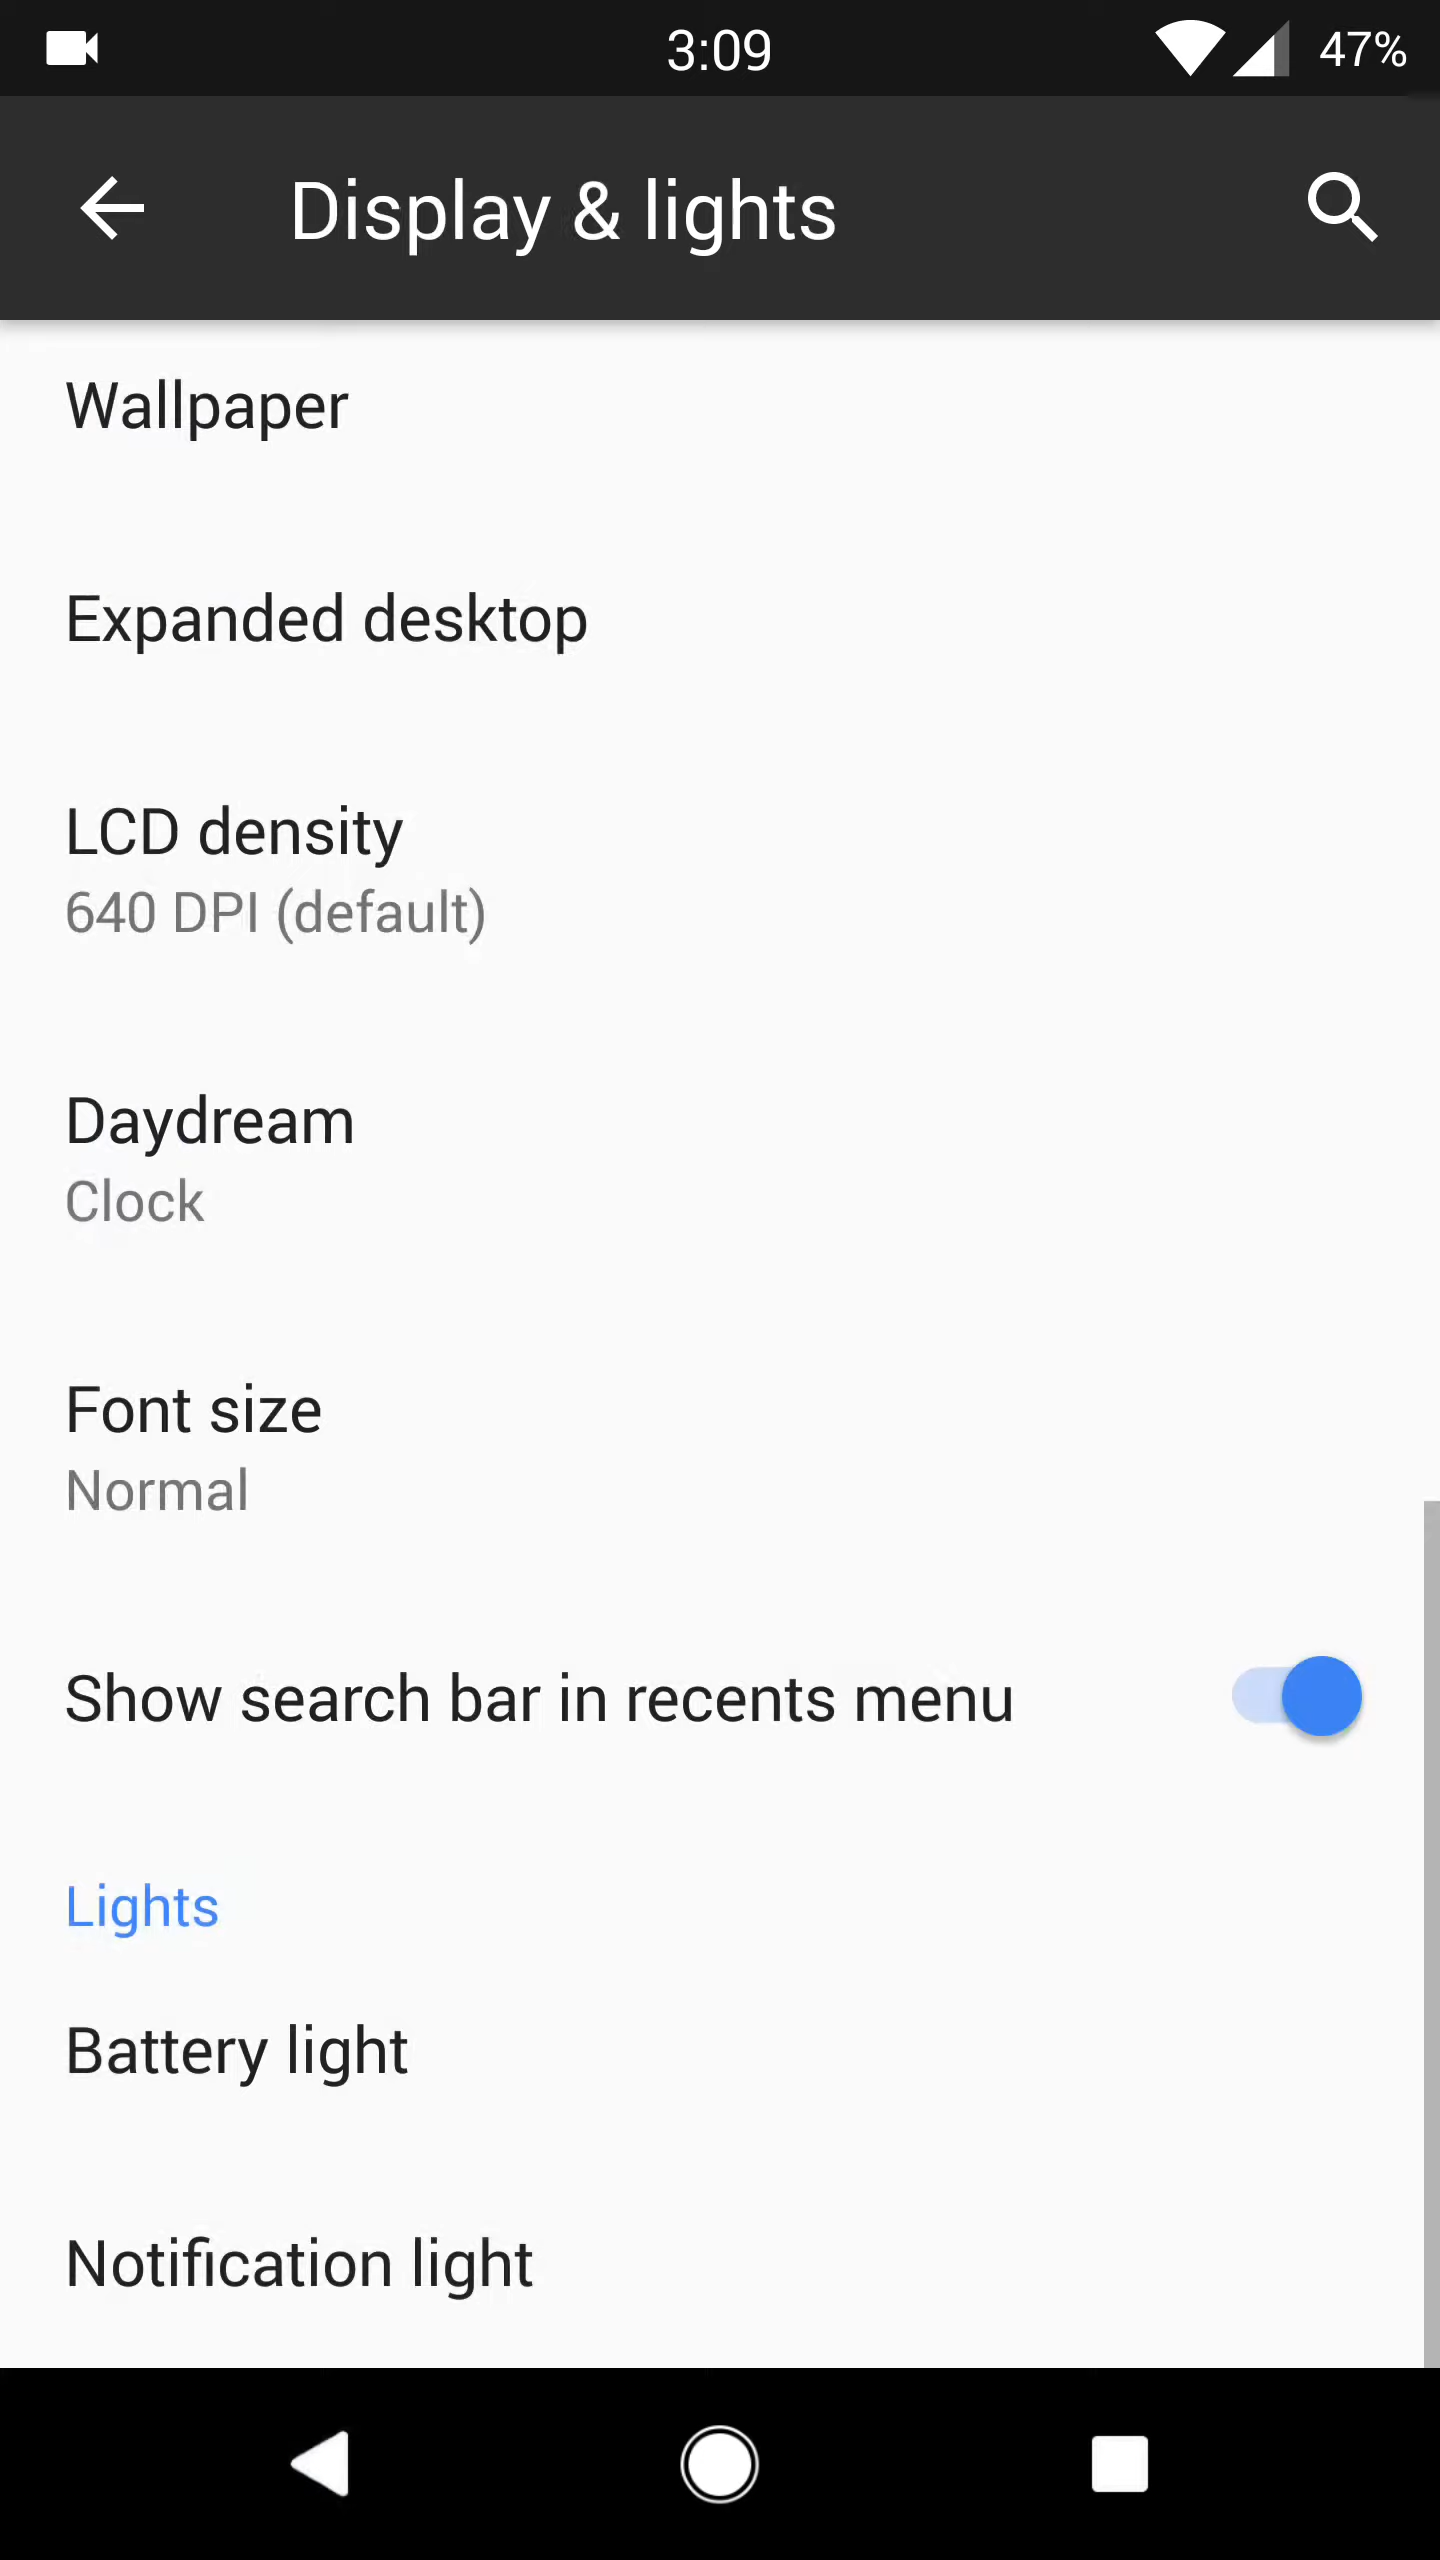 3:09
47%
Display & lights
Wallpaper
Expanded desktop
LCD density
640 DPI (default)
Daydream
Clock
Font size
Normal
Show search bar in recents menu
Lights
Battery light
Notification light